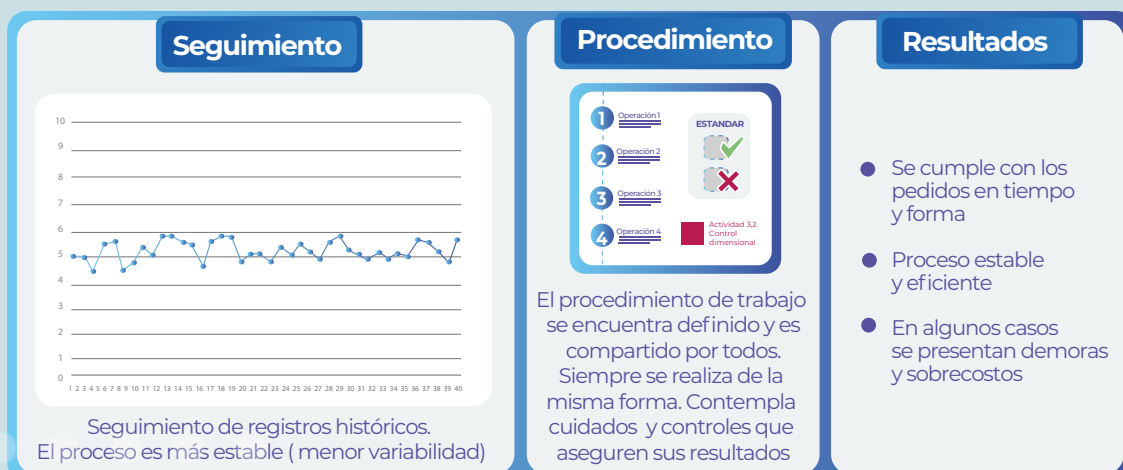 Seguimiento
10
9
8
7
6
5
4
3
2
1
0
1 2 3 4 5 6 7 8 9 10 11 12 13 14 15 16 17 18 19 20 21 22 23 24 25 26 27 28 29 30 31 32 33 34 35 36 37 38 39 40
Seguimiento de registros históricos.
El proceso es más estable ( menor variabilidad)
Procedimiento
1 Operación 1
2 Operación 2
3 Operación 3
4 Operación 4
ESTANDAR
Actividad 3,2
Control
dimensional
El procedimiento de trabajo
se encuentra definido y es
compartido por todos.
Siempre se realiza de la
misma forma. Contempla
cuidados y controles que
aseguren sus resultados
Resultados
Se cumple con los
pedidos en tiempo
y forma
Proceso estable
y eficiente
En algunos casos
se presentan demoras
y sobrecostos